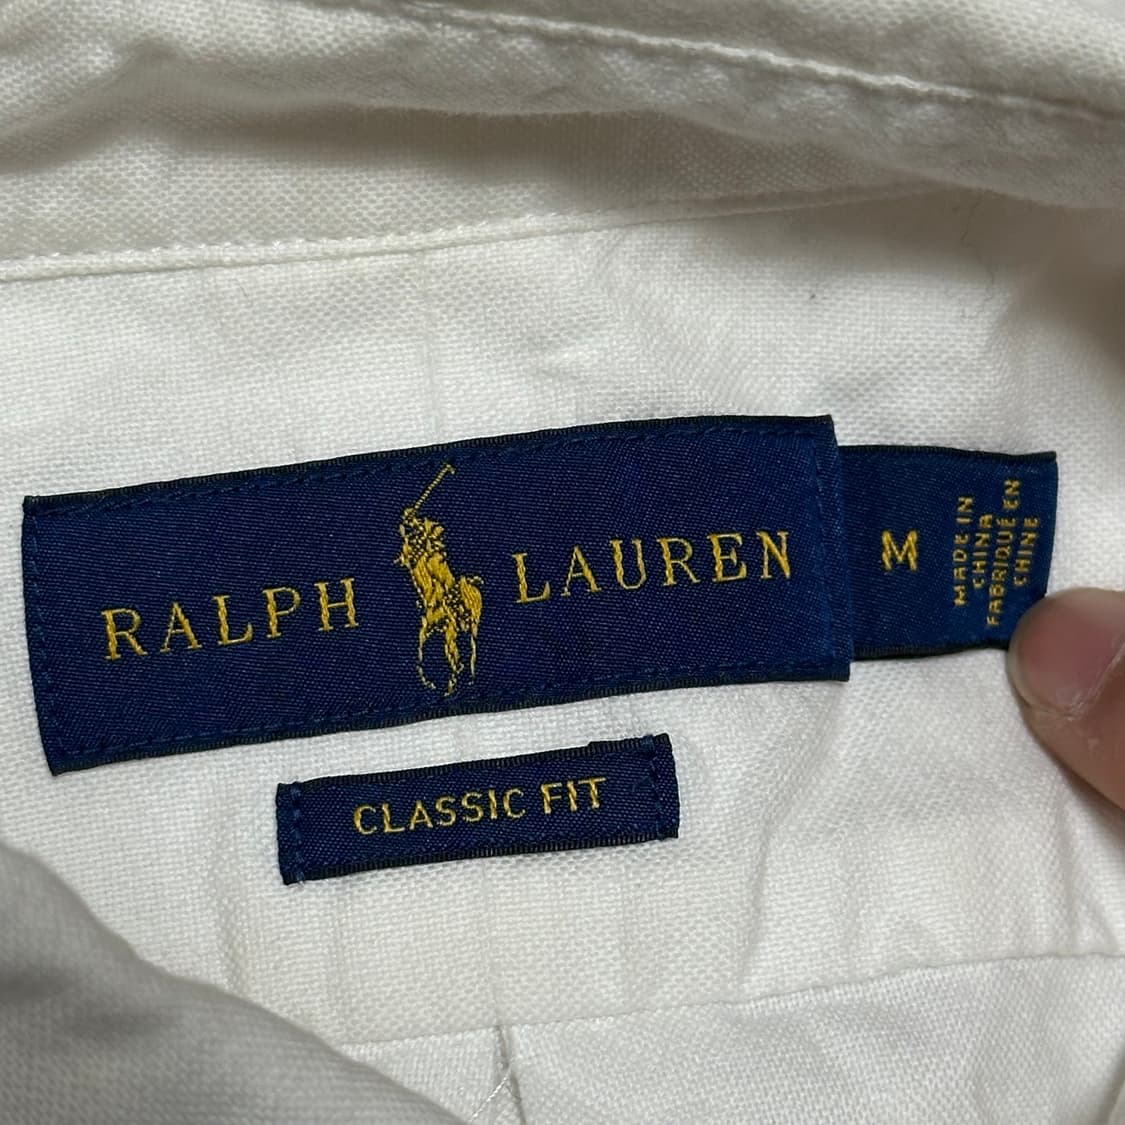 RALPH LAUREN
M
MADE IN
CHINA
FABRIQUÉ EN
CHINE
CLASSIC FIT